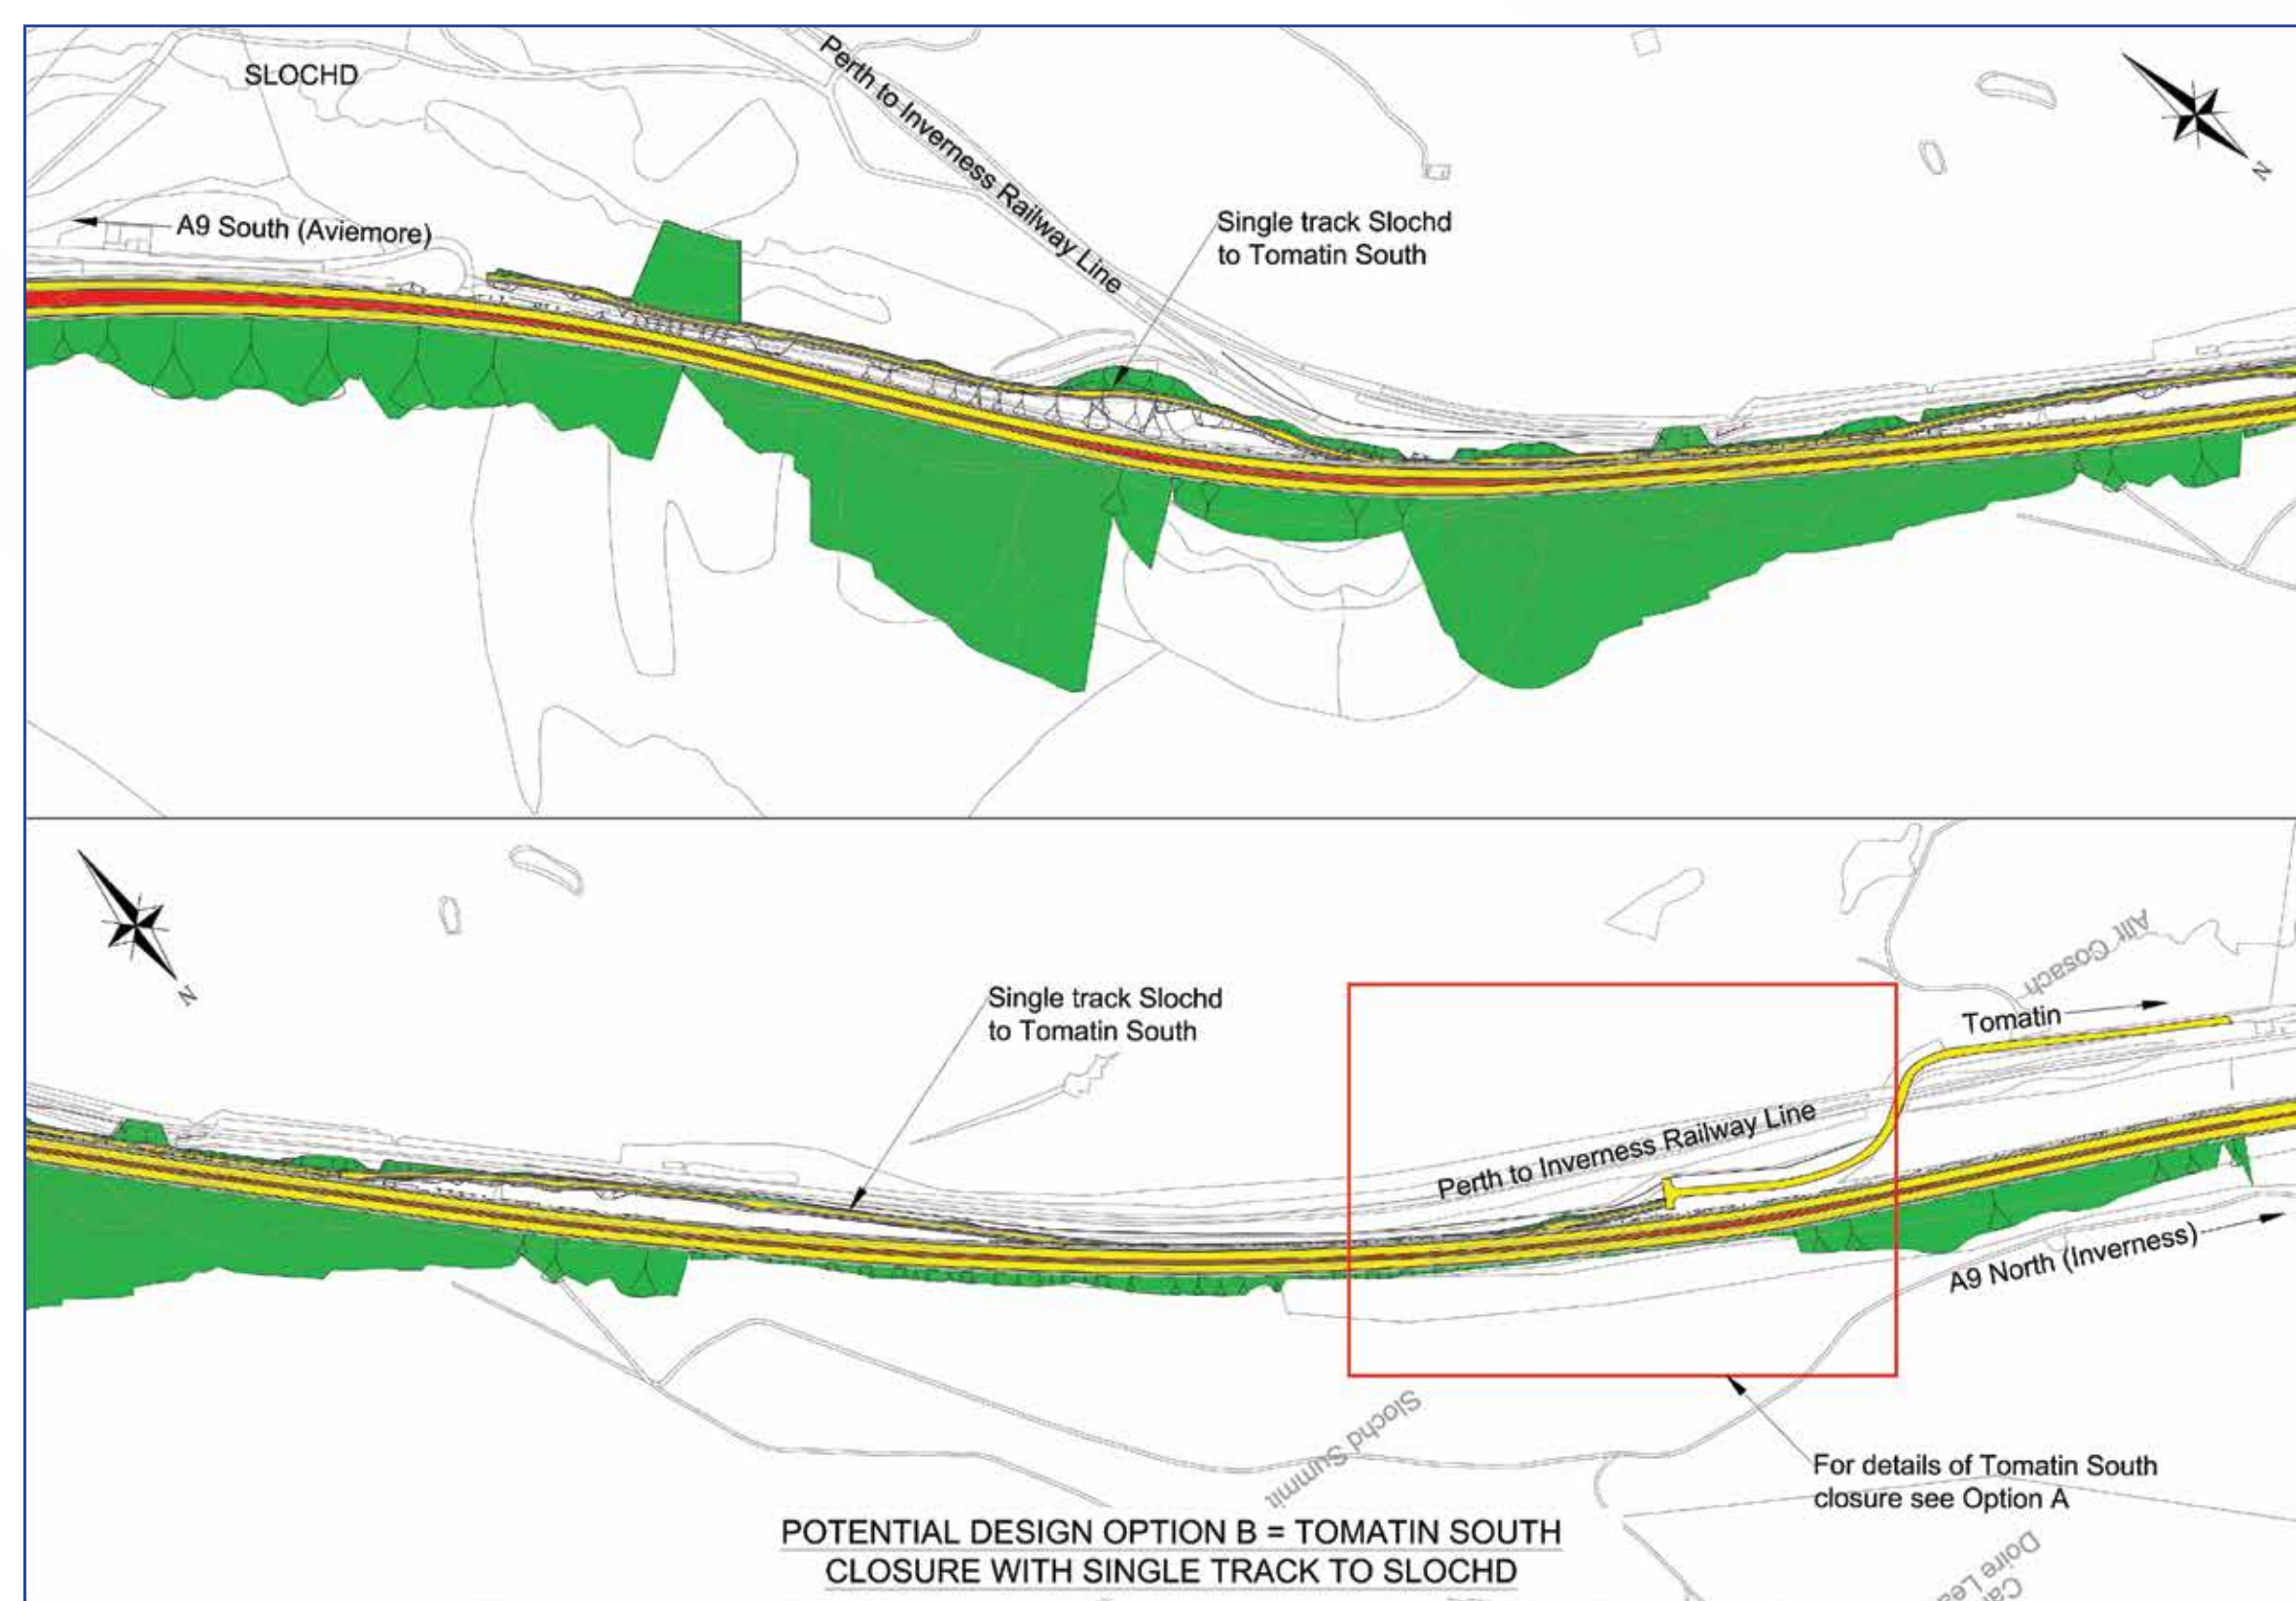 SLOCHD
Perth to Inverness Railway Line
A9 South (Aviemore)
Single track Slochd
to Tomatin South
N
N
Single track Slochd
to Tomatin South
Allt Cosach
Tomatin
Perth to Inverness Railway Line
A9 North (Inverness)
Slochd Summit
For details of Tomatin South
closure see Option A
POTENTIAL DESIGN OPTION B = TOMATIN SOUTH
CLOSURE WITH SINGLE TRACK TO SLOCHD
Doire